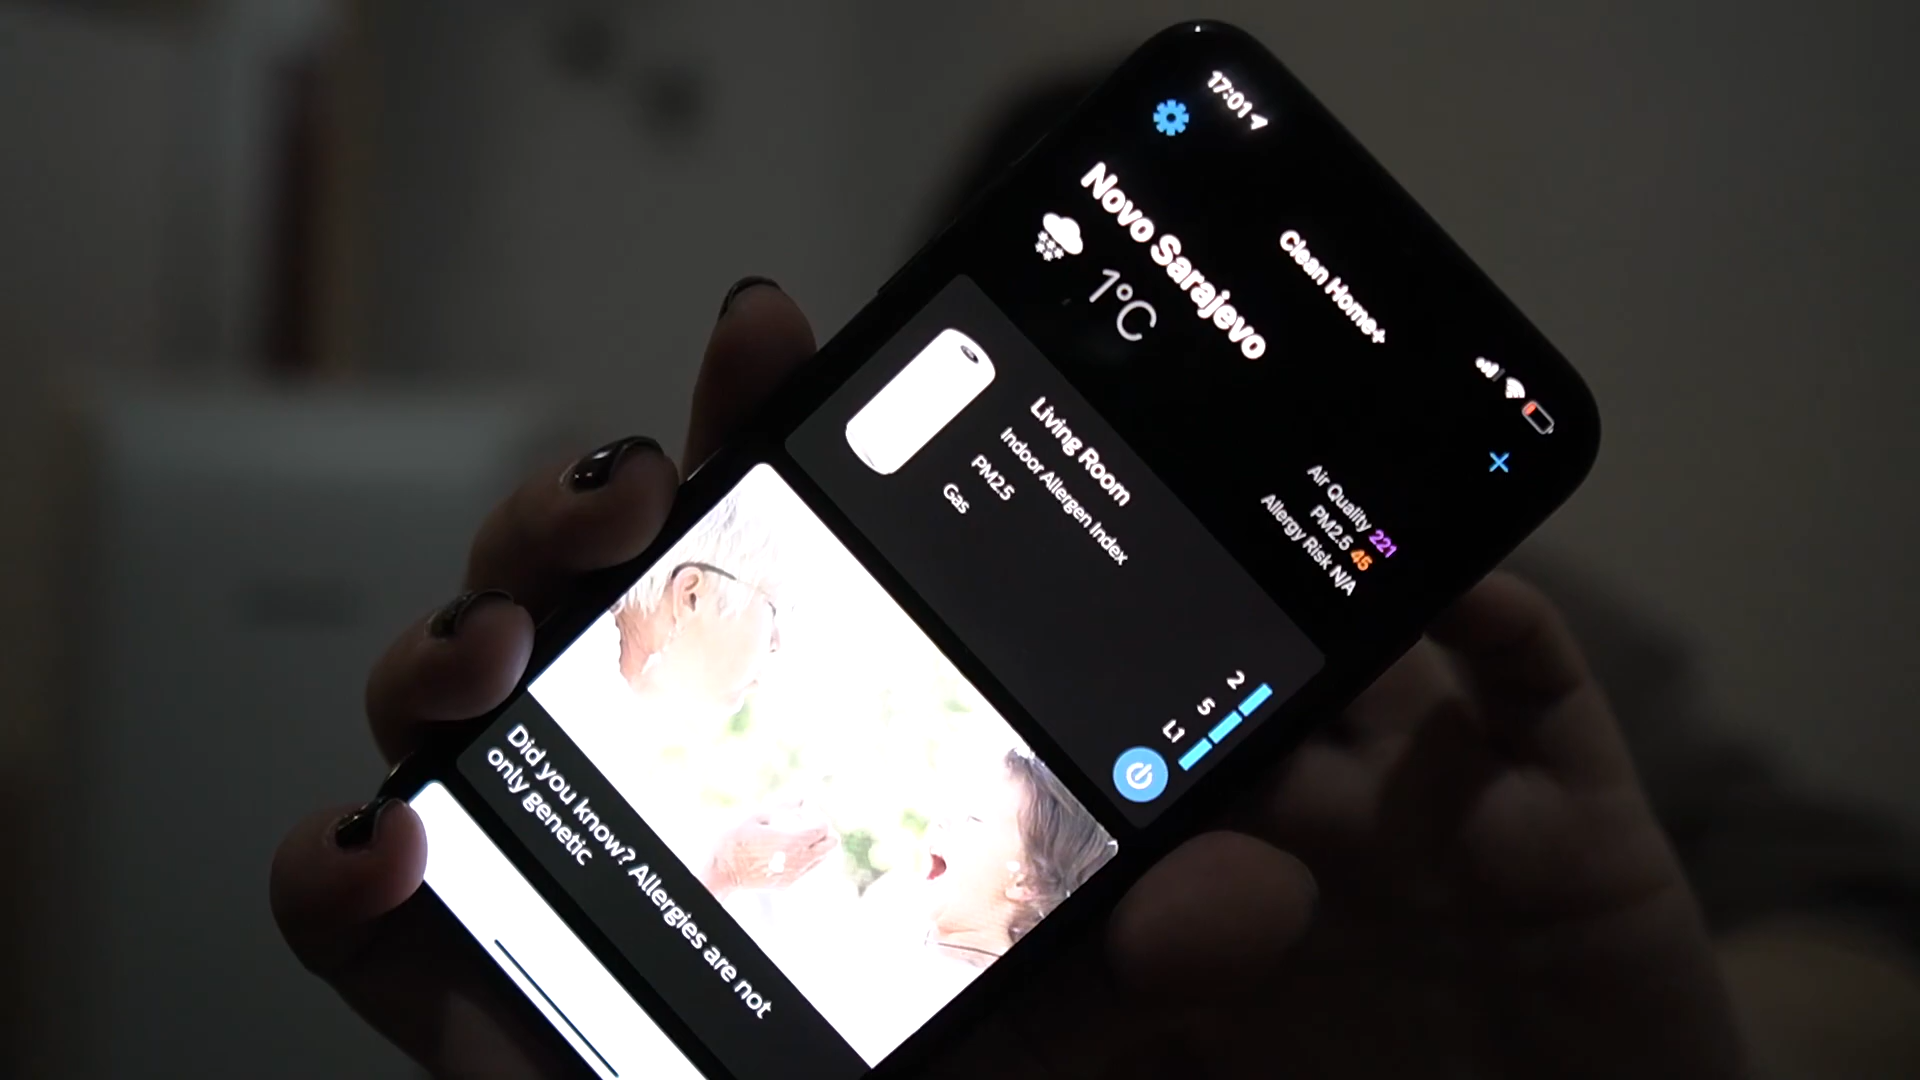 17:01
Clean Home+
Novo Sarajevo
1°C
Air Quality 221
PM2.5 45
Allergy Risk N/A
Living Room
Indoor Allergen Index 2
PM2.5 5
Gas L1
Did you know? Allergies are not
only genetic